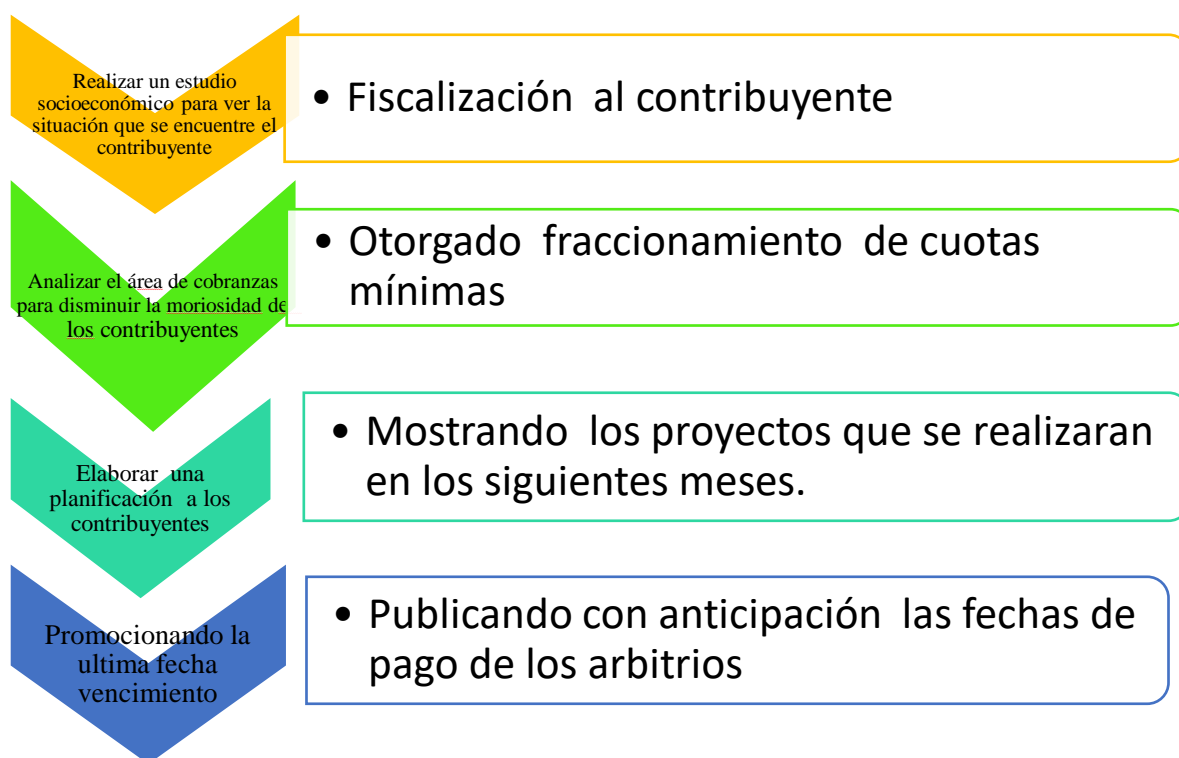 Realizar un estudio
socioeconómico para ver la
situación que se encuentre el
contribuyente
• Fiscalización al contribuyente
Analizar el área de cobranzas
para disminuir la moriosidad de
los contribuyentes
• Otorgado fraccionamiento de cuotas
mínimas
Elaborar una
planificación a los
contribuyentes
• Mostrando los proyectos que se realizaran
en los siguientes meses.
Promocionando la
ultima fecha
vencimiento
• Publicando con anticipación las fechas de
pago de los arbitrios